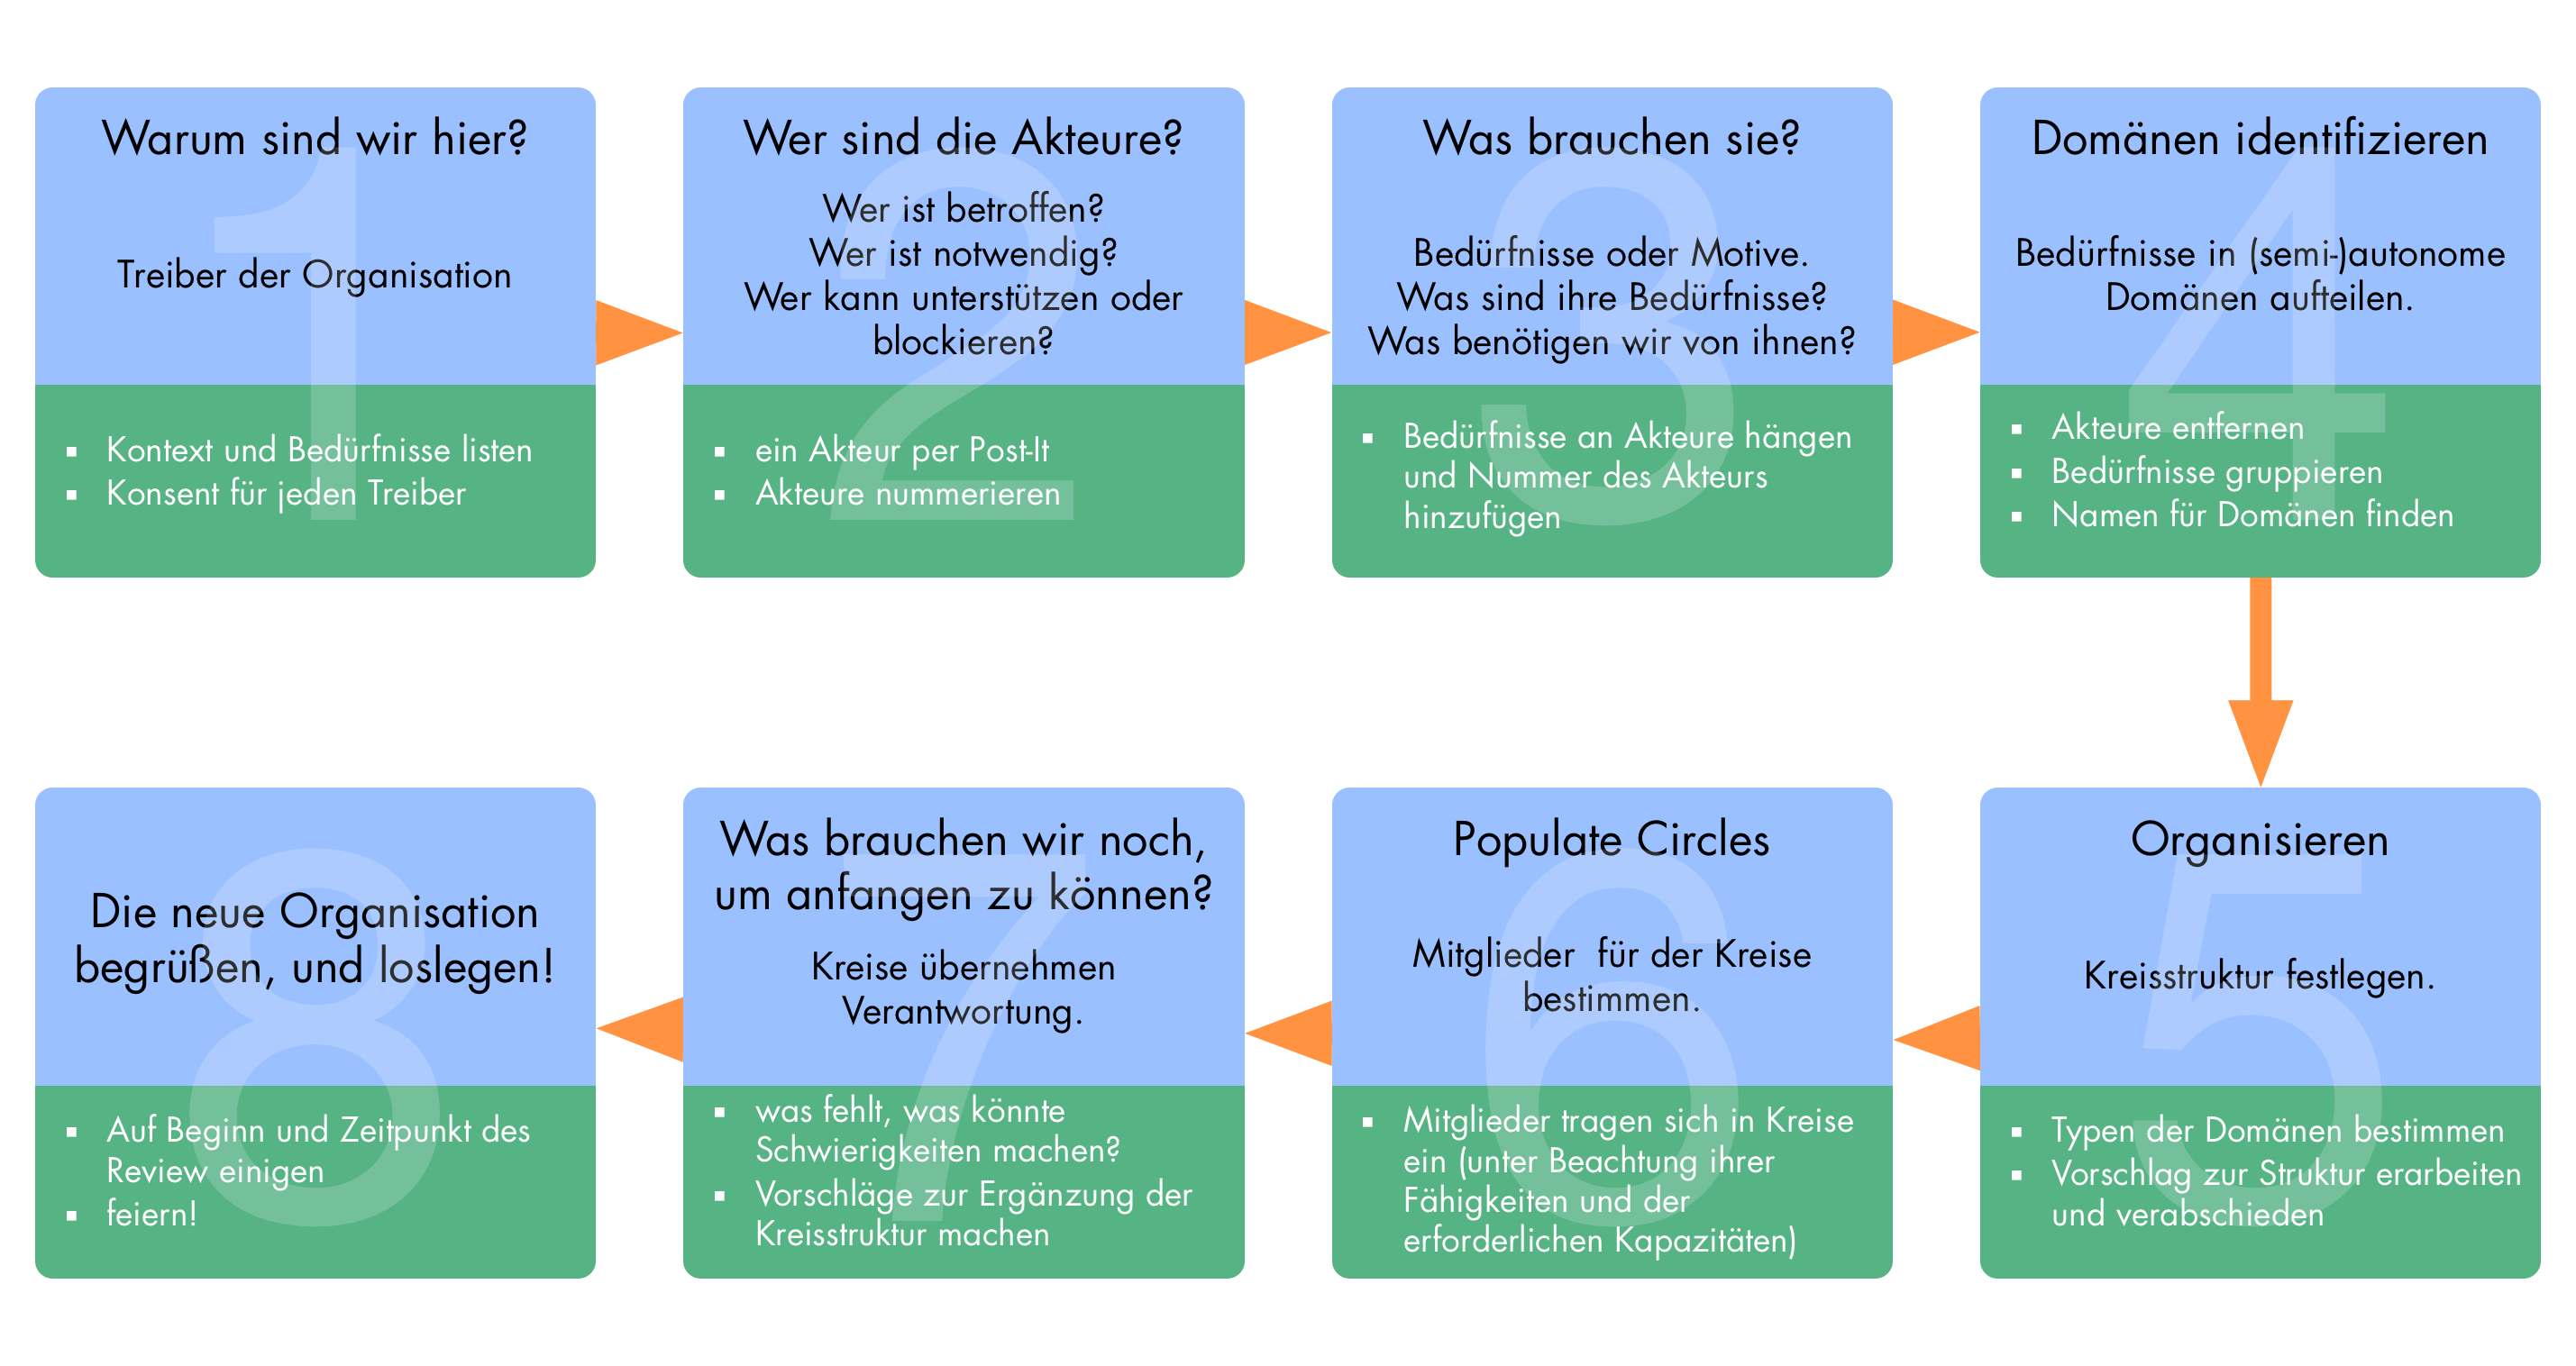 1
Warum sind wir hier?
Treiber der Organisation
▪ Kontext und Bedürfnisse listen
▪ Konsent für jeden Treiber
2
Wer sind die Akteure?
Wer ist betroffen?
Wer ist notwendig?
Wer kann unterstützen oder
blockieren?
▪ ein Akteur per Post-It
▪ Akteure nummerieren
3
Was brauchen sie?
Bedürfnisse oder Motive.
Was sind ihre Bedürfnisse?
Was benötigen wir von ihnen?
▪ Bedürfnisse an Akteure hängen
und Nummer des Akteurs
hinzufügen
4
Domänen identifizieren
Bedürfnisse in (semi-)autonome
Domänen aufteilen.
▪ Akteure entfernen
▪ Bedürfnisse gruppieren
▪ Namen für Domänen finden
5
Organisieren
Kreisstruktur festlegen.
▪ Typen der Domänen bestimmen
▪ Vorschlag zur Struktur erarbeiten
und verabschieden
6
Populate Circles
Mitglieder  für der Kreise
bestimmen.
▪ Mitglieder tragen sich in Kreise
ein (unter Beachtung ihrer
Fähigkeiten und der
erforderlichen Kapazitäten)
7
Was brauchen wir noch,
um anfangen zu können?
Kreise übernehmen
Verantwortung.
▪ was fehlt, was könnte
Schwierigkeiten machen?
▪ Vorschläge zur Ergänzung der
Kreisstruktur machen
8
Die neue Organisation
begrüßen, und loslegen!
▪ Auf Beginn und Zeitpunkt des
Review einigen
▪ feiern!